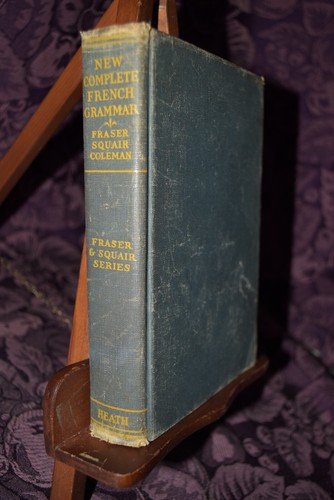 NEW
COMPLETE
FRENCH
GRAMMAR
FRASER
SQUAIR
COLEMAN
FRASER
& SQUAIR
SERIES
HEATH